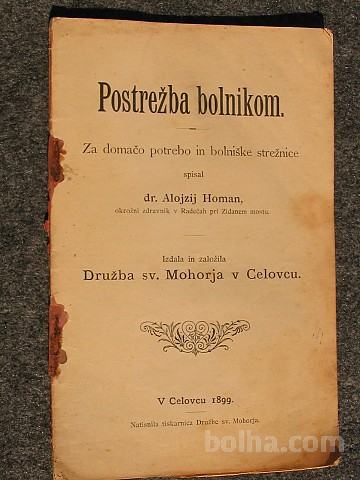 Postrežba bolnikom.
Za domačo potrebo in bolniške strežnice
spisal
dr. Alojzij Homan,
okrožni zdravnik v Radečah pri Zidanem mostu.
Izdala in založila
Družba sv. Mohorja v Celovcu.
V Celovcu 1899.
Natisnila tiskarnica Družbe sv. Mohorja.
bolha.com